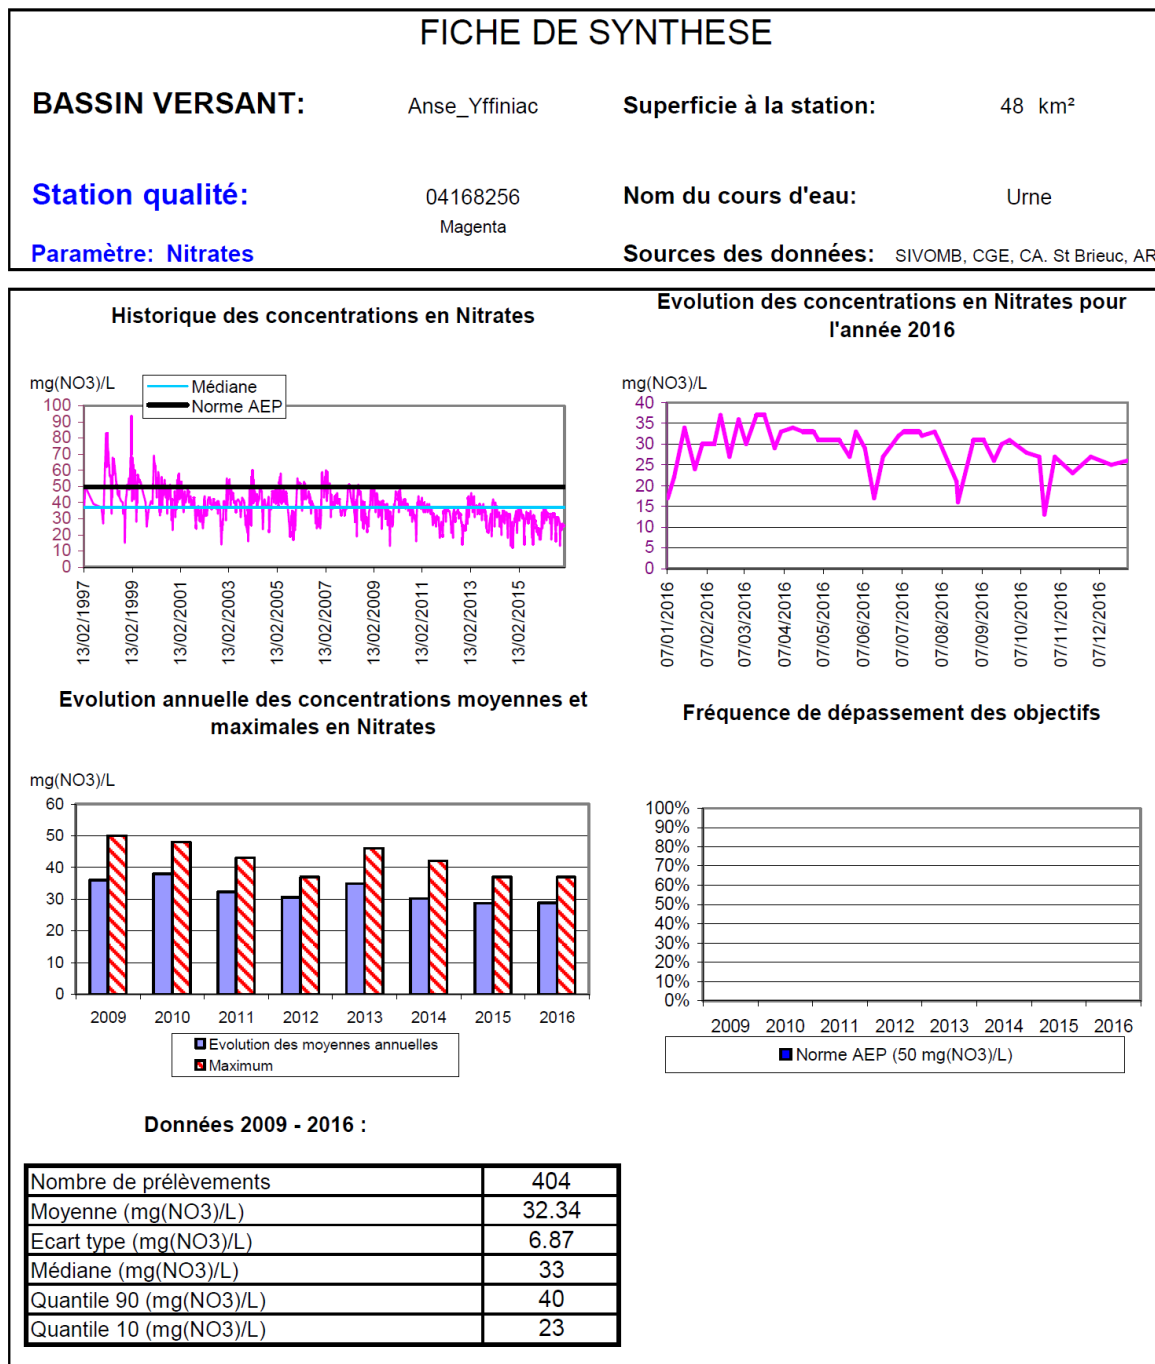 FICHE DE SYNTHESE
BASSIN VERSANT: Anse_Yffiniac Superficie à la station: 48 km²
Station qualité: 04168256 Nom du cours d'eau: Urne
Magenta
Paramètre: Nitrates Sources des données: SIVOMB, CGE, CA. St Brieuc, AR
Historique des concentrations en Nitrates
mg(NO3)/L
Médiane
Norme AEP
100
90
80
70
60
50
40
30
20
10
0
13/02/1997
13/02/1999
13/02/2001
13/02/2003
13/02/2005
13/02/2007
13/02/2009
13/02/2011
13/02/2013
13/02/2015
Evolution des concentrations en Nitrates pour
l'année 2016
mg(NO3)/L
40
35
30
25
20
15
10
5
0
07/01/2016
07/02/2016
07/03/2016
07/04/2016
07/05/2016
07/06/2016
07/07/2016
07/08/2016
07/09/2016
07/10/2016
07/11/2016
07/12/2016
Evolution annuelle des concentrations moyennes et
maximales en Nitrates
mg(NO3)/L
60
50
40
30
20
10
0
2009 2010 2011 2012 2013 2014 2015 2016
Evolution des moyennes annuelles
Maximum
Fréquence de dépassement des objectifs
100%
90%
80%
70%
60%
50%
40%
30%
20%
10%
0%
2009 2010 2011 2012 2013 2014 2015 2016
Norme AEP (50 mg(NO3)/L)
Données 2009 - 2016 :
Nombre de prélèvements 404
Moyenne (mg(NO3)/L) 32.34
Ecart type (mg(NO3)/L) 6.87
Médiane (mg(NO3)/L) 33
Quantile 90 (mg(NO3)/L) 40
Quantile 10 (mg(NO3)/L) 23